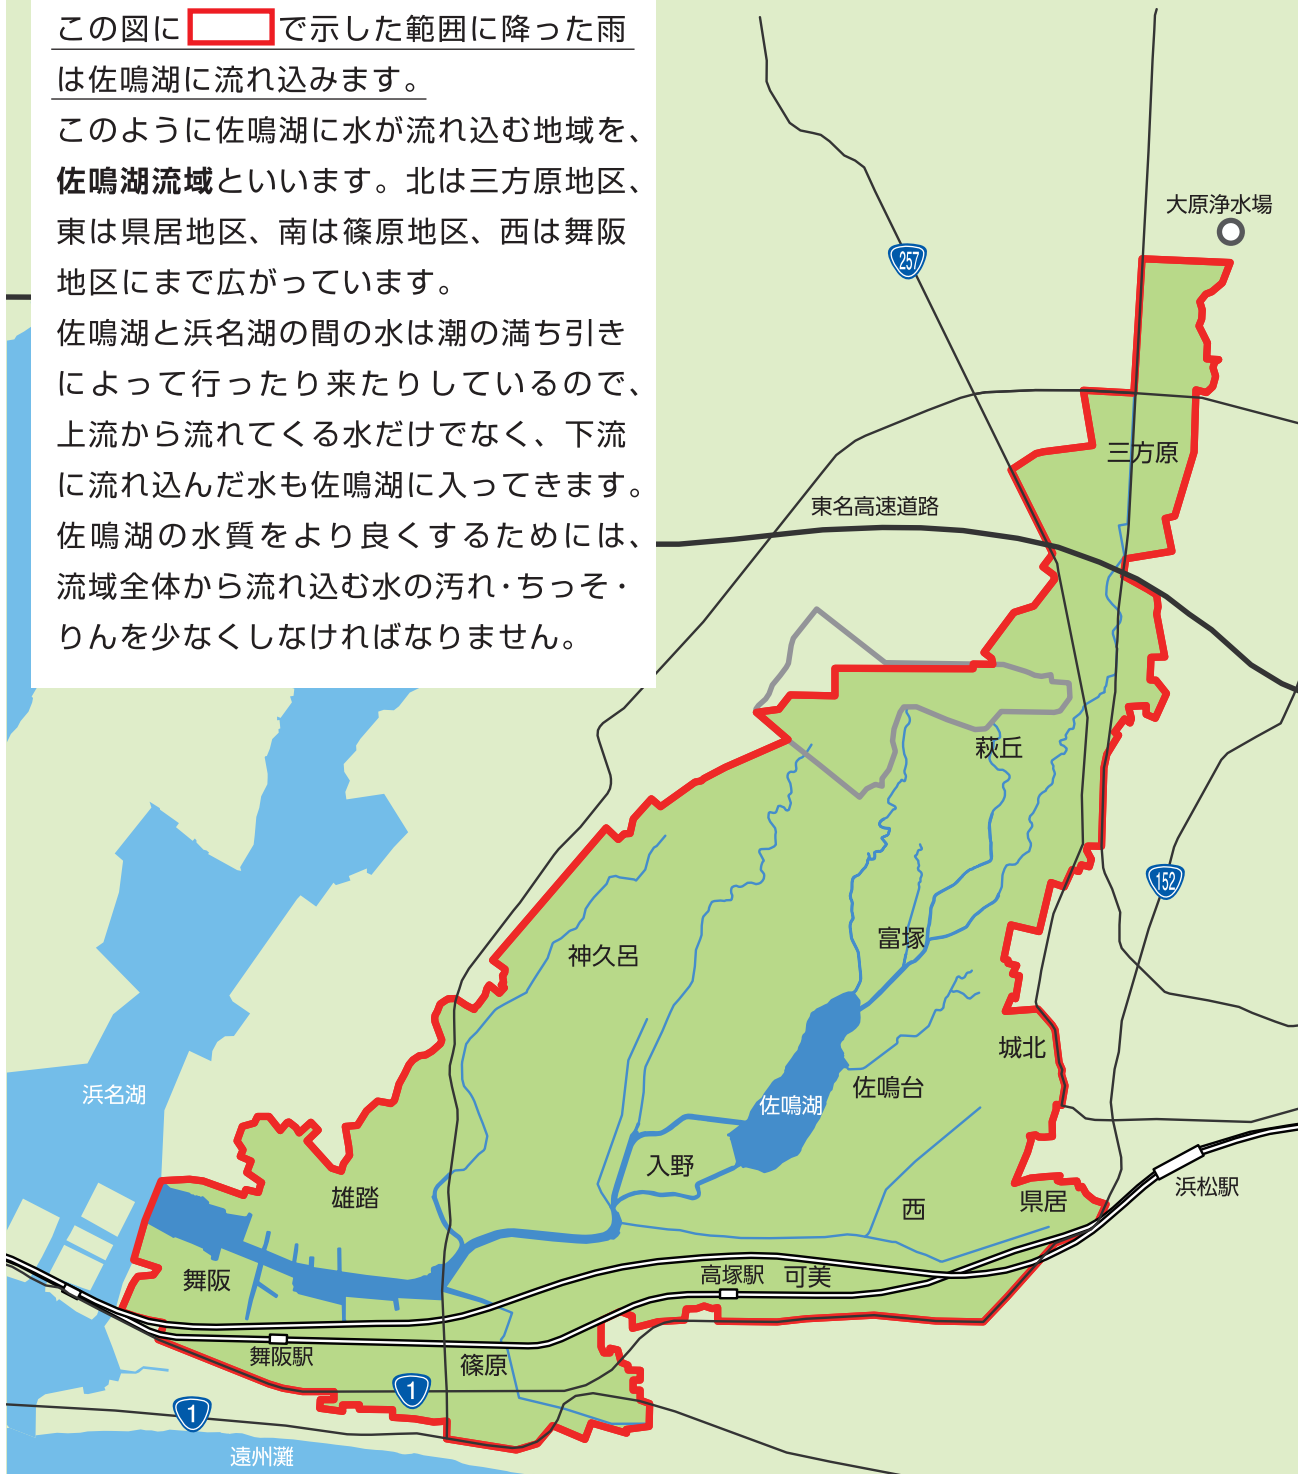 この図に で示した範囲に降った雨
は佐鳴湖に流れ込みます。
このように佐鳴湖に水が流れ込む地域を、
佐鳴湖流域といいます。北は三方原地区、
東は県居地区、南は篠原地区、西は舞阪
地区にまで広がっています。
佐鳴湖と浜名湖の間の水は潮の満ち引き
によって行ったり来たりしているので、
上流から流れてくる水だけでなく、下流
に流れ込んだ水も佐鳴湖に入ってきます。
佐鳴湖の水質をより良くするためには、
流域全体から流れ込む水の汚れ・ちっそ・
りんを少なくしなければなりません。
大原浄水場
257
三方原
東名高速道路
萩丘
152
富塚
神久呂
城北
佐鳴台
浜名湖
佐鳴湖
入野
浜松駅
県居
雄踏
西
高塚駅
可美
舞阪
舞阪駅
篠原
1
1
遠州灘